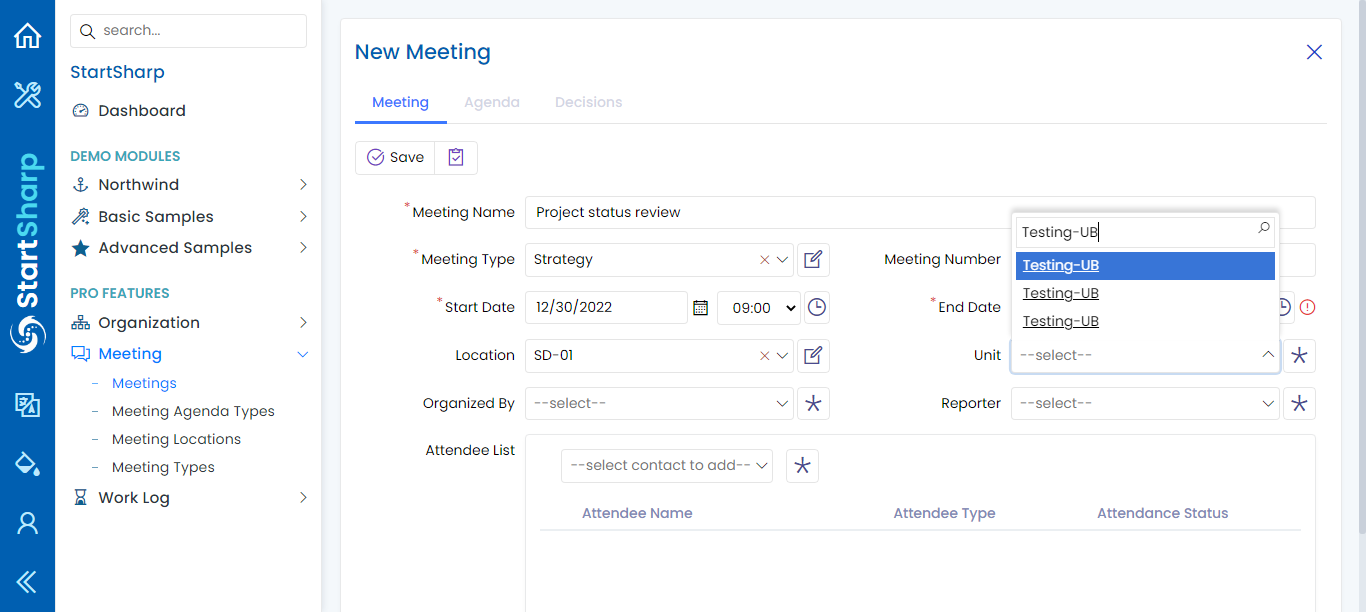 search...
StartSharp
Dashboard
DEMO MODULES
Northwind
Basic Samples
Advanced Samples
PRO FEATURES
Organization
Meeting
- Meetings
- Meeting Agenda Types
- Meeting Locations
- Meeting Types
Work Log
StartSharp
New Meeting
Meeting Agenda Decisions
Save
*Meeting Name Project status review
*Meeting Type Strategy Meeting Number
*Start Date 12/30/2022 09:00 *End Date
Testing-UB
Testing-UB
Testing-UB
Testing-UB
Location SD-01 Unit --select--
Organized By --select-- Reporter --select--
Attendee List
--select contact to add--
Attendee Name Attendee Type Attendance Status